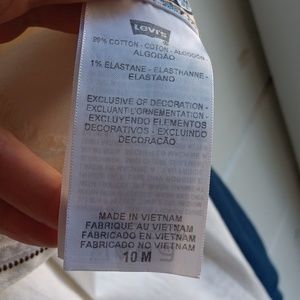 Levi's
99% COTTON - COTON - ALGODÓN
ALGODÃO
1% ELASTANE - ELASTHANNE -
ELASTANO
EXCLUSIVE OF DECORATION -
EXCLUANT L'ORNEMENTATION -
EXCLUYENDO ELEMENTOS
DECORATIVOS - EXCLUINDO
DECORAÇÃO
MADE IN VIETNAM
FABRIQUE AU VIETNAM
FABRICADO EN VIETNAM
FABRICADO NO VIETNAM
10 M